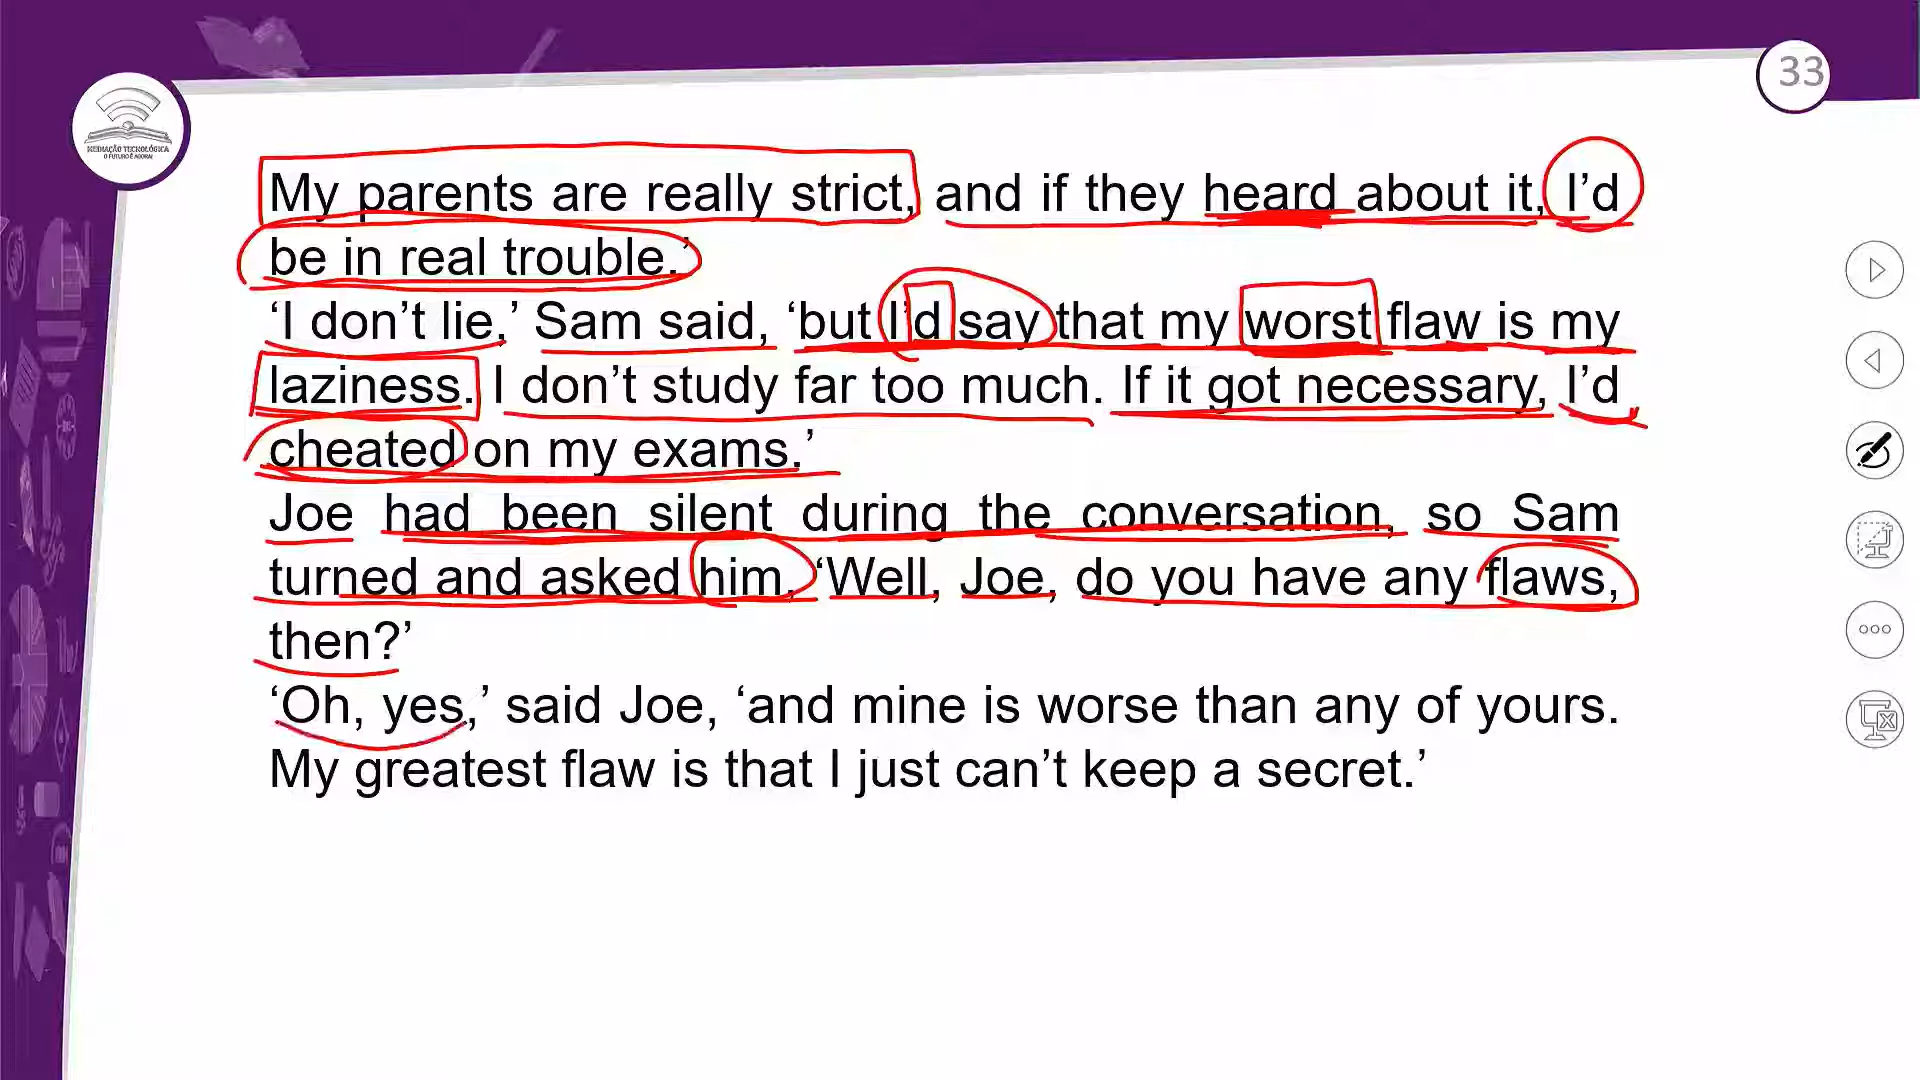 33
MEDIAÇÃO TECNOLÓGICA
O FUTURO É AGORA!
My parents are really strict, and if they heard about it, I’d
be in real trouble.’
‘I don’t lie,’ Sam said, ‘but I’d say that my worst flaw is my
laziness. I don’t study far too much. If it got necessary, I’d
cheated on my exams.’
Joe had been silent during the conversation, so Sam
turned and asked him, ‘Well, Joe, do you have any flaws,
then?’
‘Oh, yes,’ said Joe, ‘and mine is worse than any of yours.
My greatest flaw is that I just can’t keep a secret.’